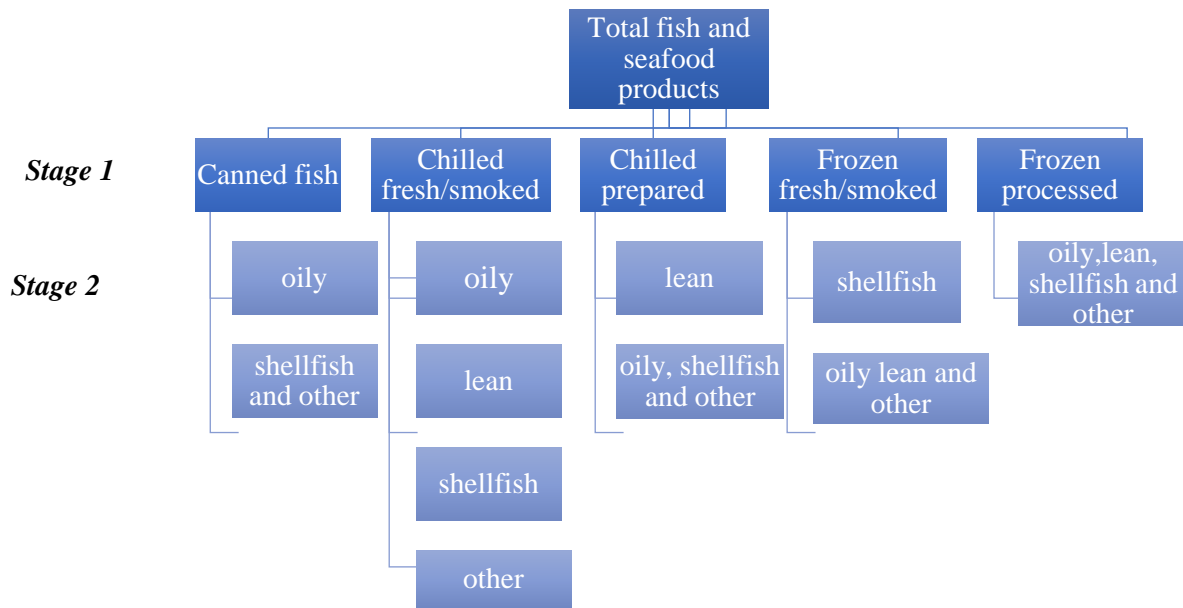 Total fish and
seafood
products
Stage 1
Canned fish
Chilled
fresh/smoked
Chilled
prepared
Frozen
fresh/smoked
Frozen
processed
Stage 2
oily
shellfish
and other
oily
lean
shellfish
other
lean
oily, shellfish
and other
shellfish
oily lean and
other
oily,lean,
shellfish and
other